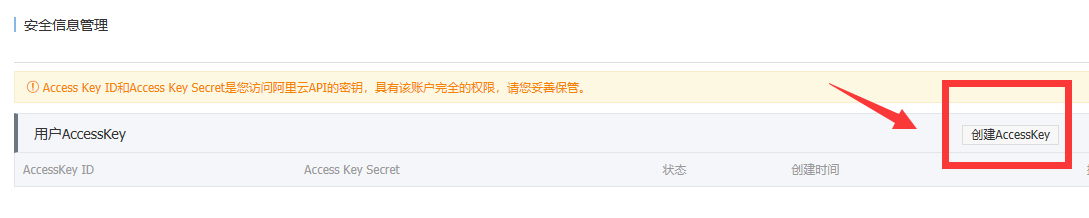 安全信息管理
Access Key ID和Access Key Secret是您访问阿里云API的密钥，具有该账户完全的权限，请您妥善保管。
用户AccessKey 创建AccessKey
AccessKey ID Access Key Secret 状态 创建时间